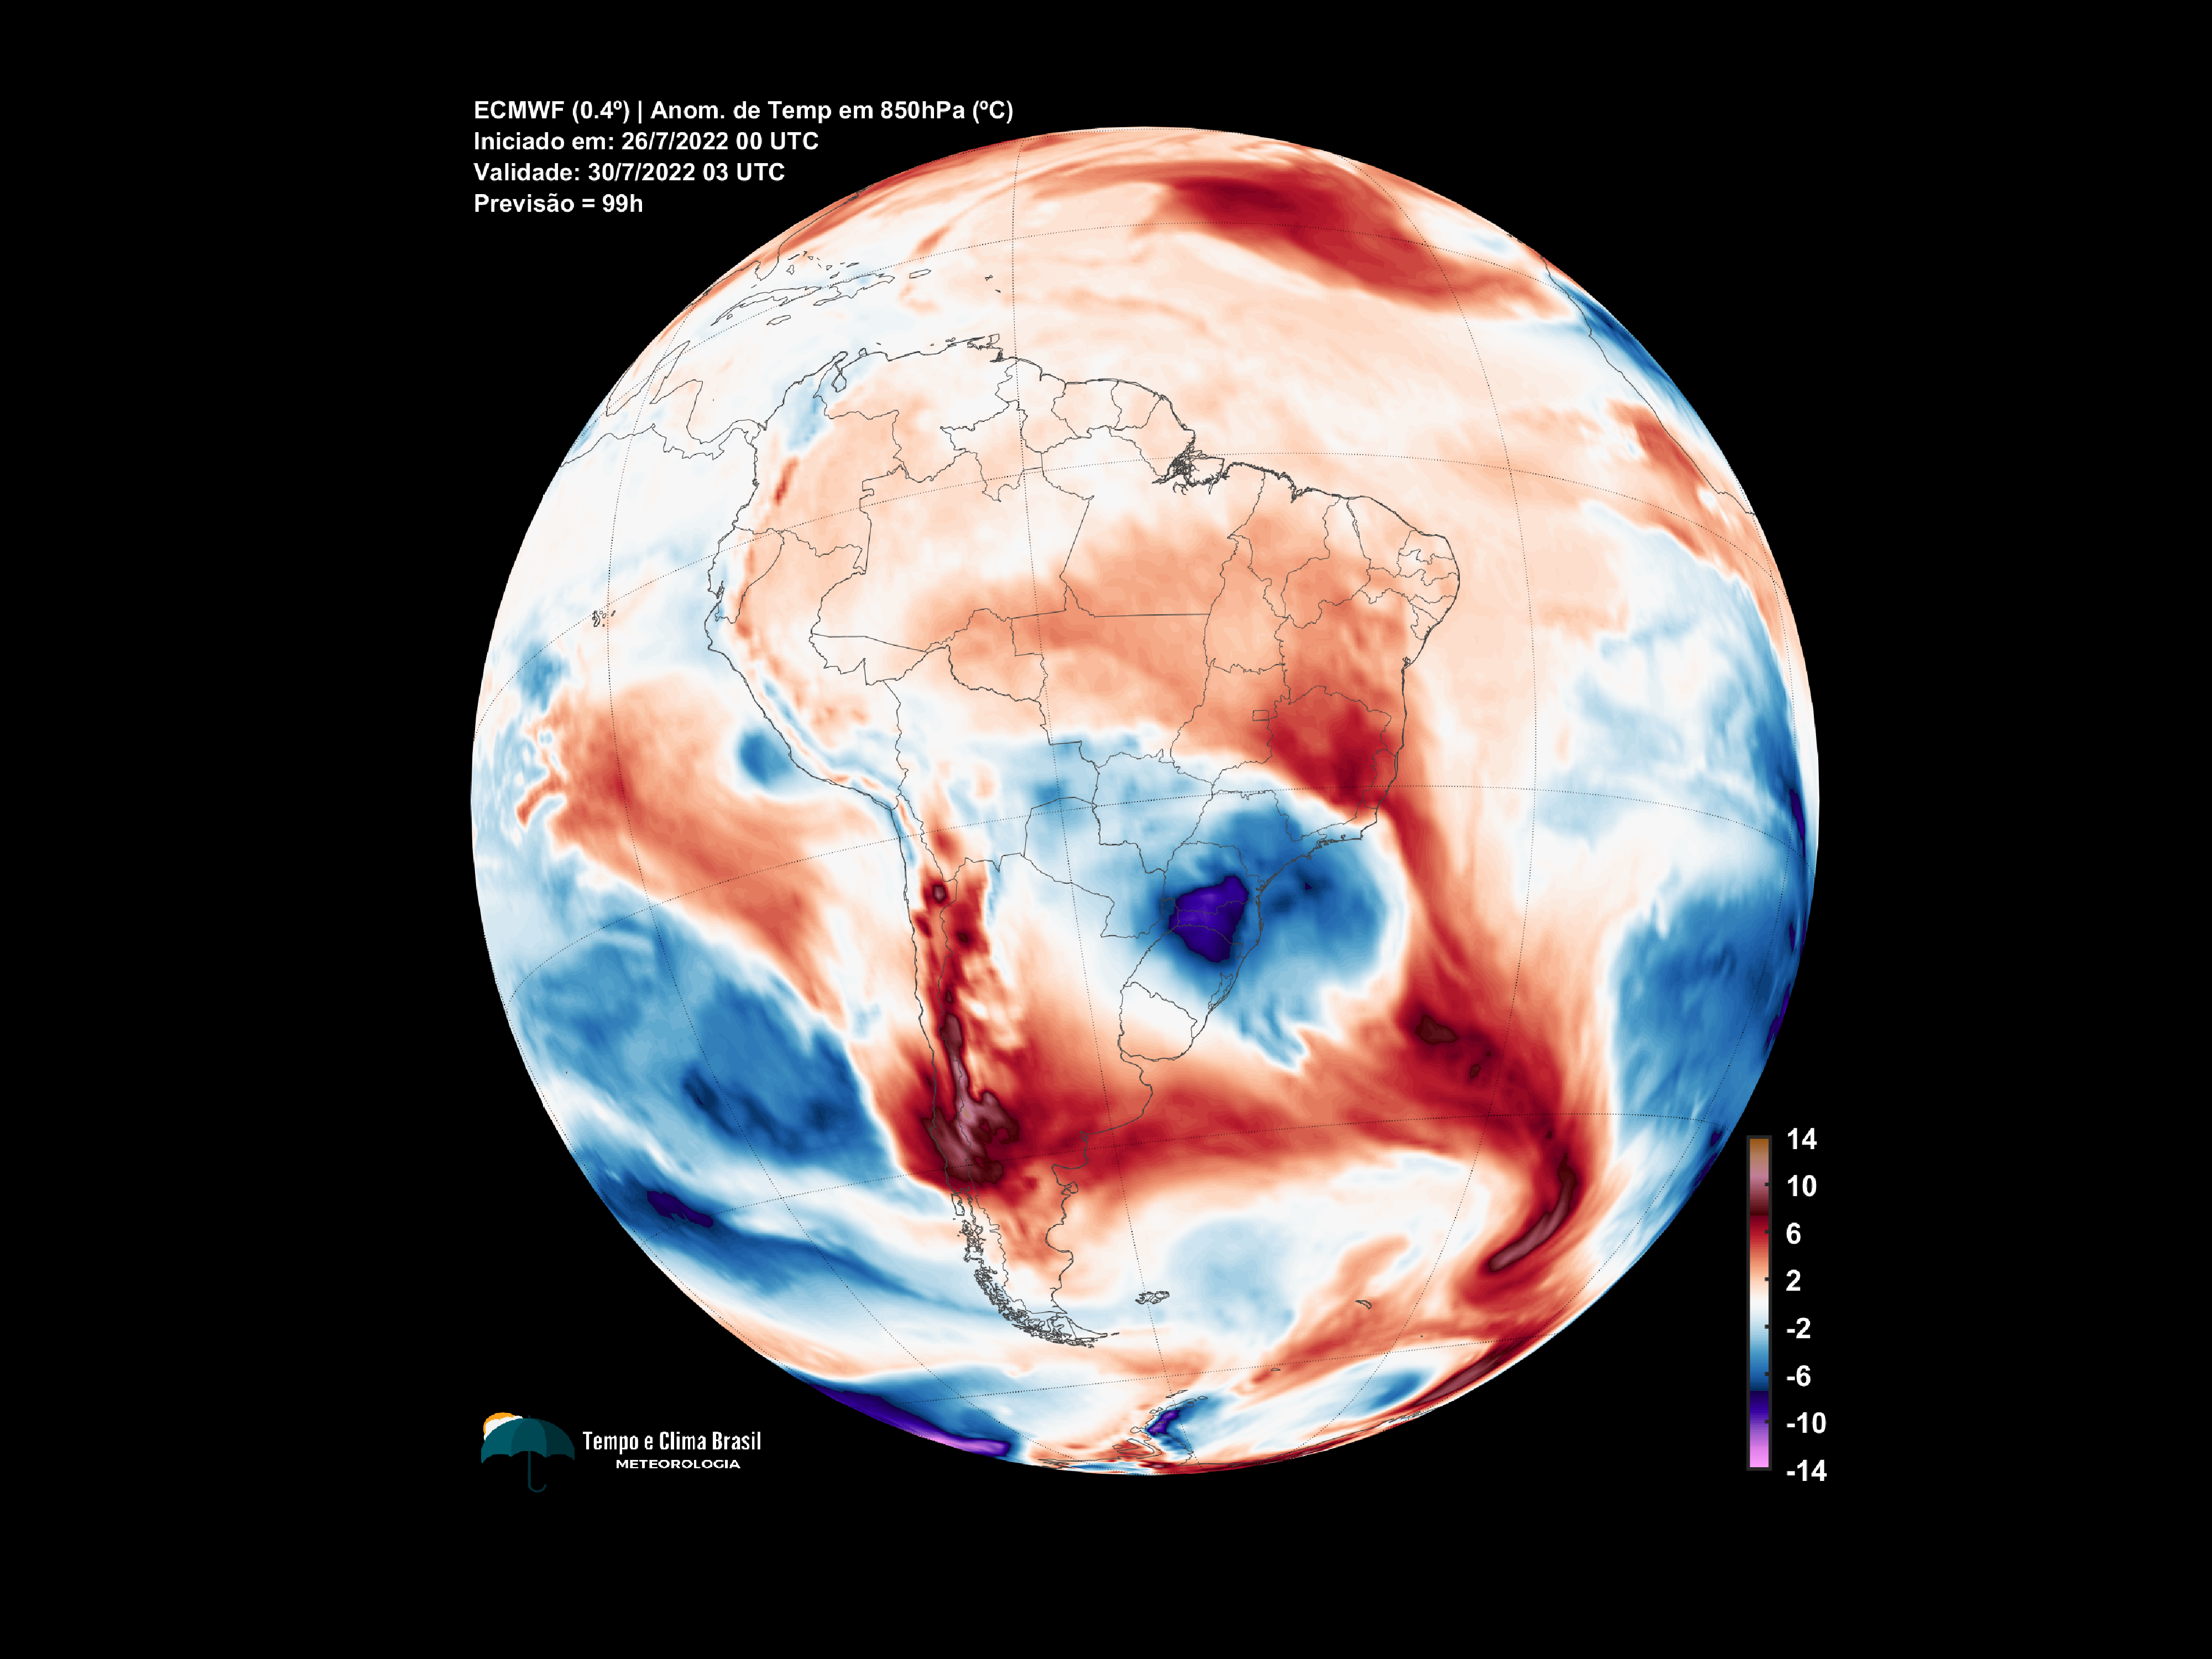 ECMWF (0.4º) | Anom. de Temp em 850hPa (ºC)
Iniciado em: 26/7/2022 00 UTC
Validade: 30/7/2022 03 UTC
Previsão = 99h
14
10
6
2
-2
-6
-10
-14
Tempo e Clima Brasil
METEOROLOGIA